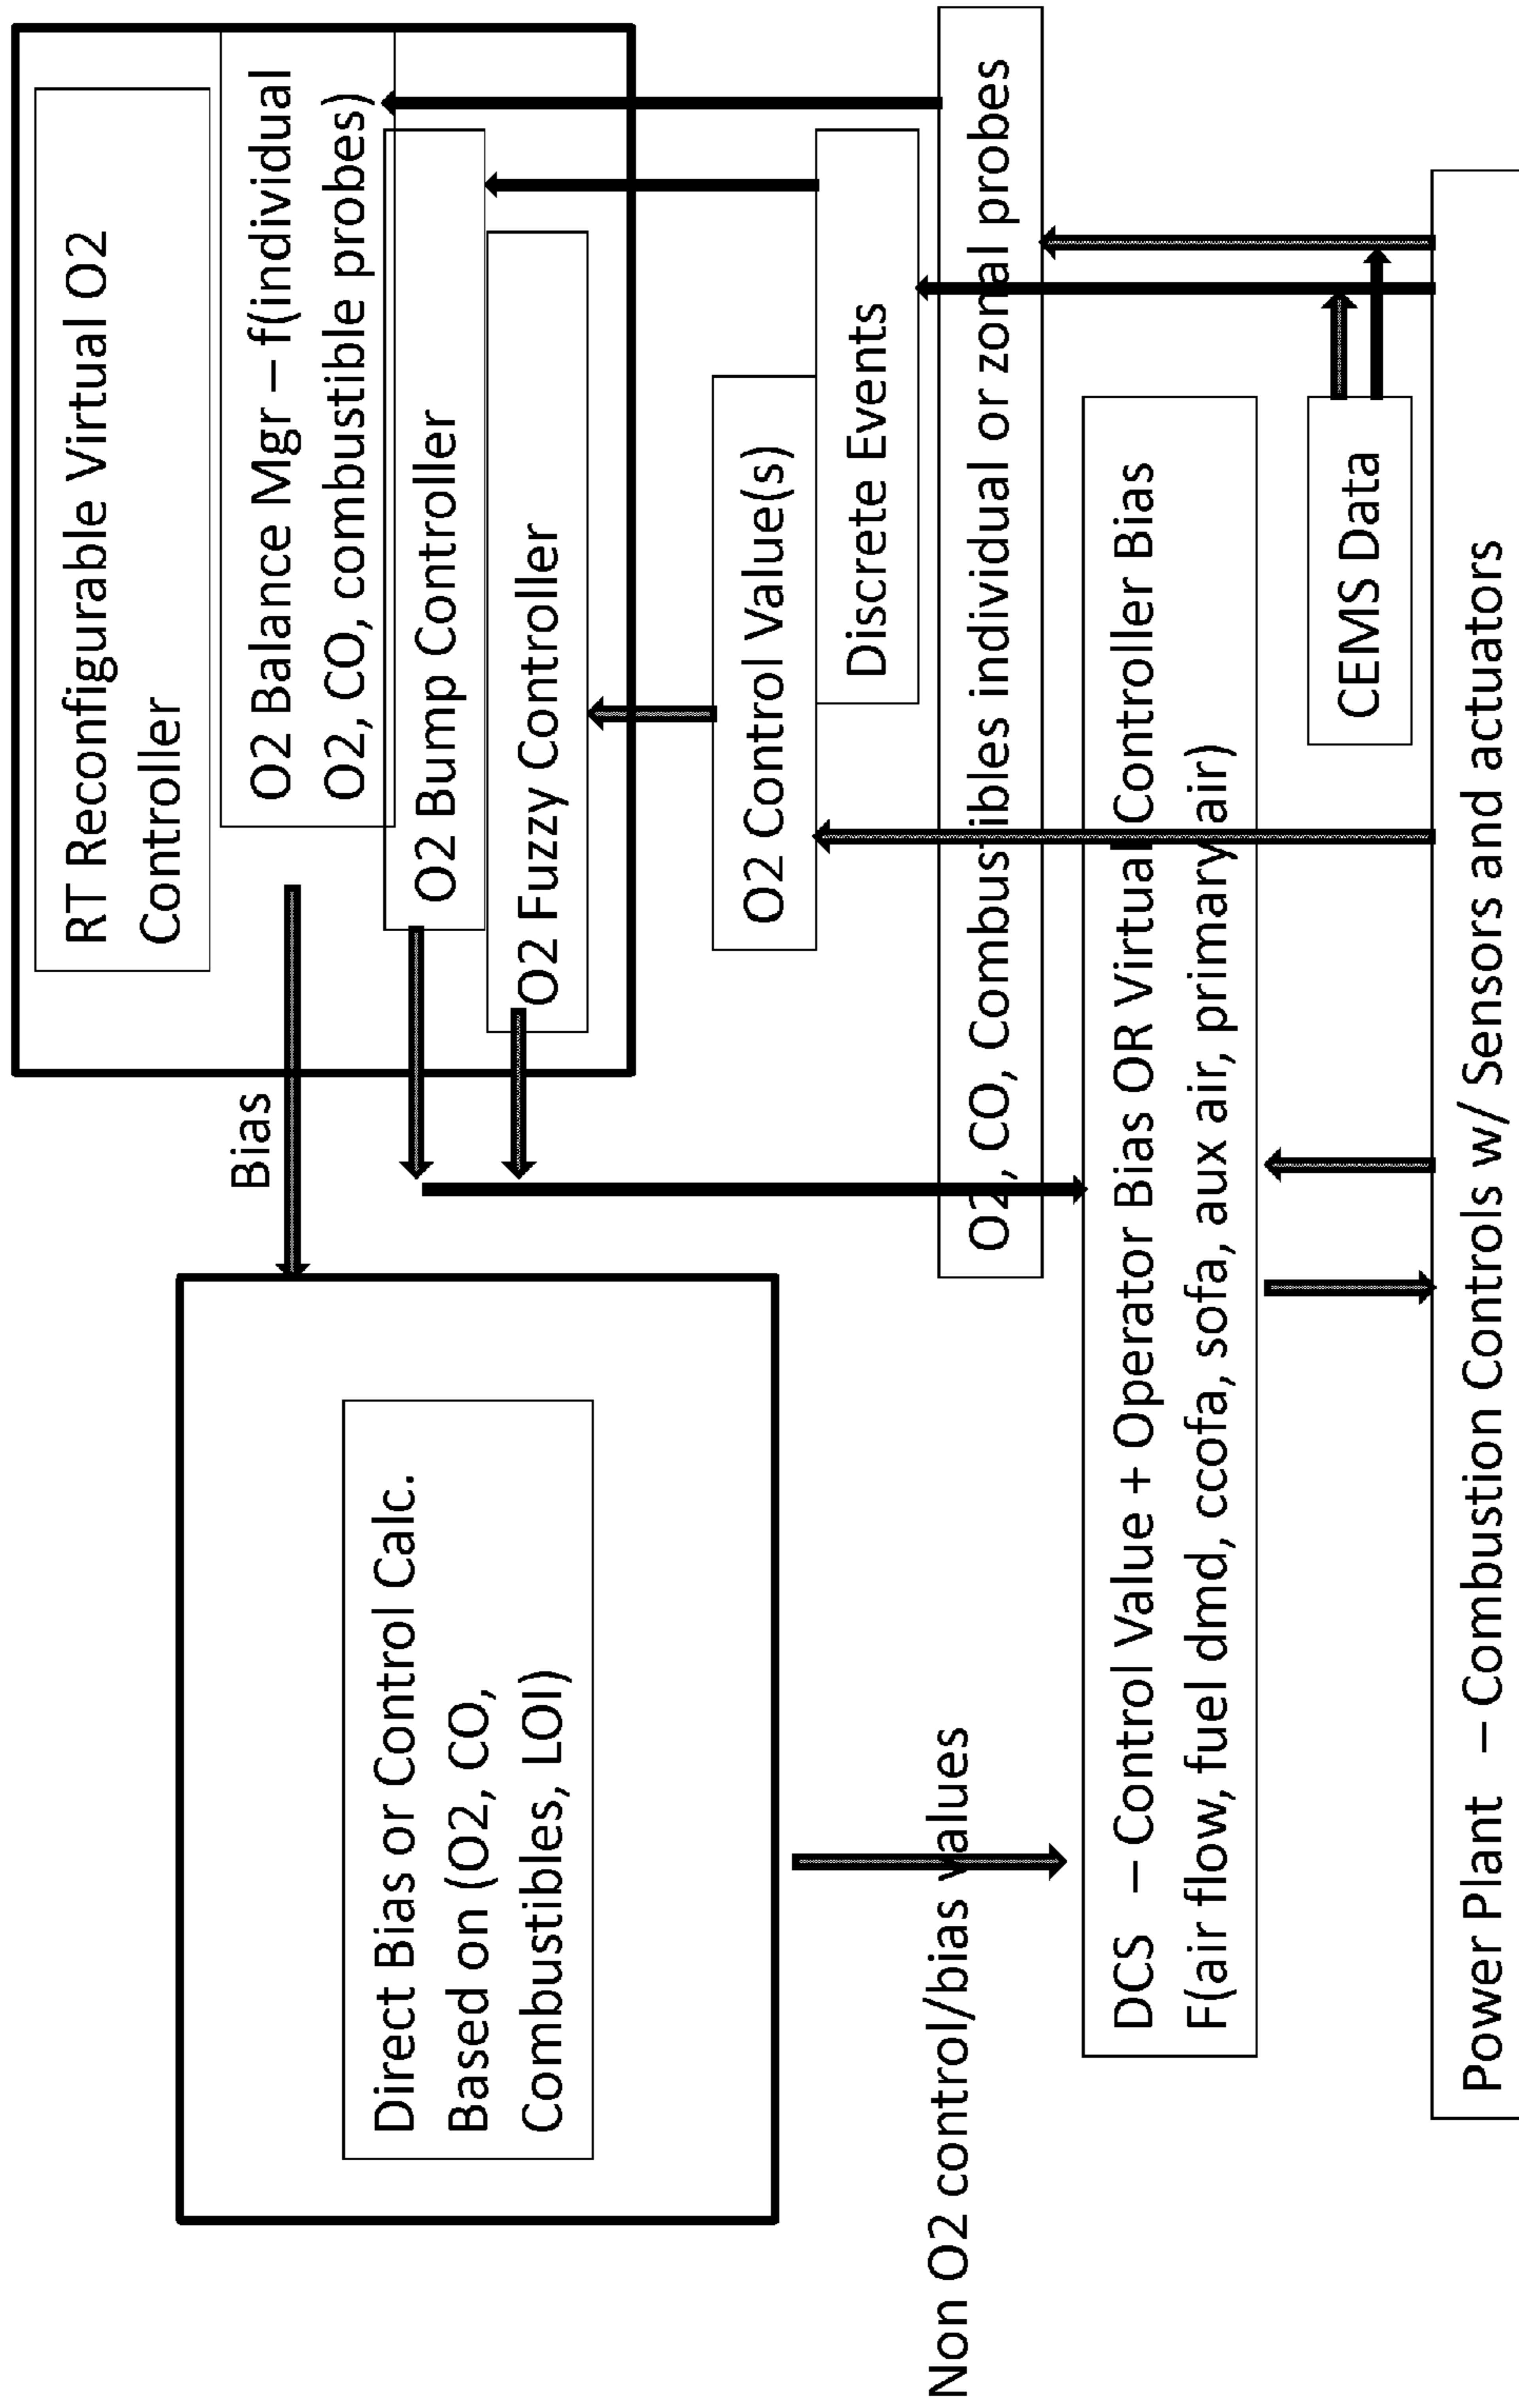 RT Reconfigurable Virtual O2
Controller
O2 Balance Mgr – f(individual
O2, CO, combustible probes)
O2 Bump Controller
O2 Fuzzy Controller
Bias
Direct Bias or Control Calc.
Based on (O2, CO,
Combustibles, LOI)
O2 Control Value(s)
Discrete Events
O2, CO, Combustibles individual or zonal probes
Non O2 control/bias values
DCS – Control Value + Operator Bias OR Virtual Controller Bias
F(air flow, fuel dmd, ccofa, sofa, aux air, primary air)
CEMS Data
Power Plant – Combustion Controls w/ Sensors and actuators